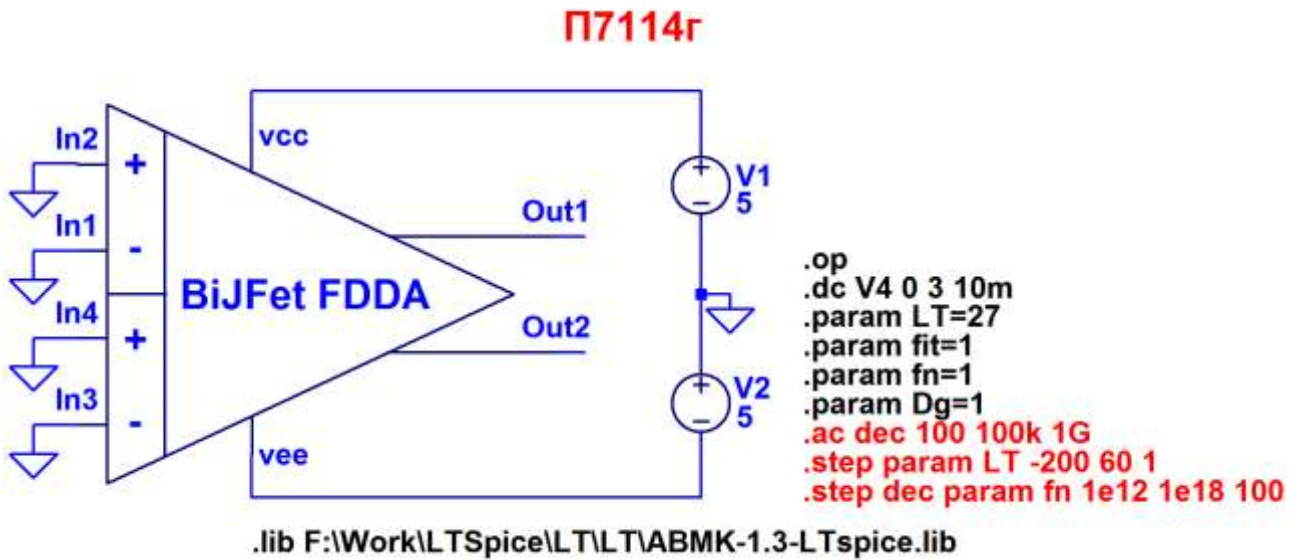 П7114г
In2
+
vcc
+
V1
-
5
In1
-
Out1
BiJFet FDDA
In4
+
Out2
In3
-
vee
+
V2
-
5
.op
.dc V4 0 3 10m
.param LT=27
.param fit=1
.param fn=1
.param Dg=1
.ac dec 100 100k 1G
.step param LT -200 60 1
.step dec param fn 1e12 1e18 100
.lib F:\Work\LTSpice\LT\LT\ABMK-1.3-LTspice.lib